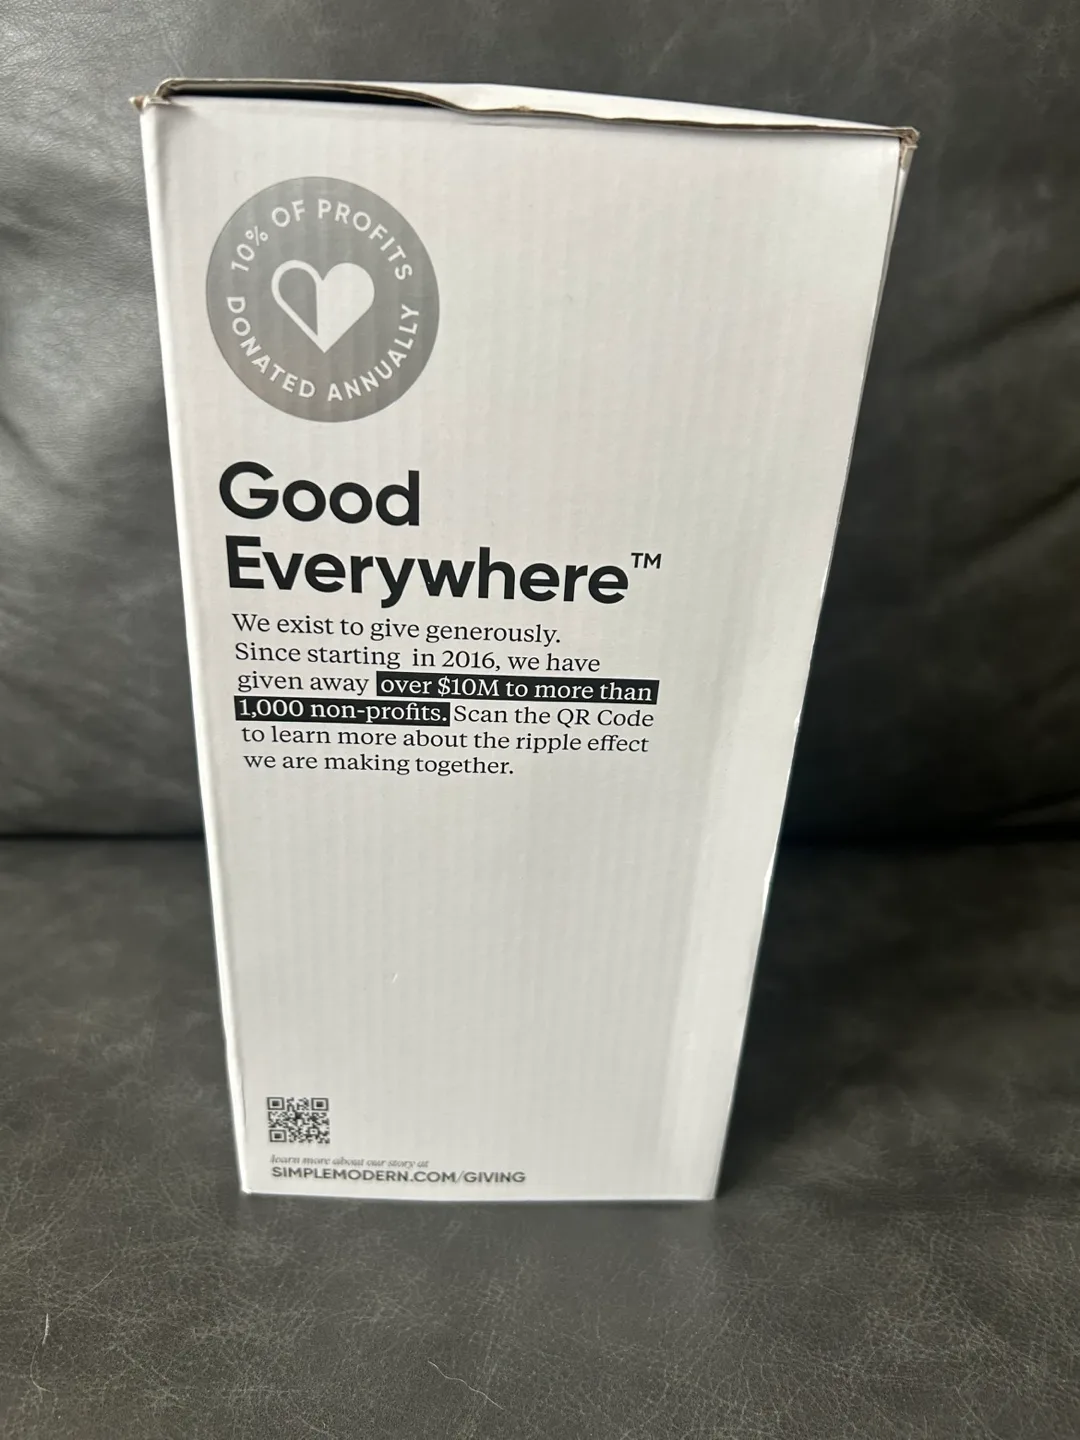 10% OF PROFITS
DONATED ANNUALLY
Good
Everywhere™
We exist to give generously.
Since starting in 2016, we have
given away over $10M to more than
1,000 non-profits. Scan the QR Code
to learn more about the ripple effect
we are making together.
learn more about our story at
SIMPLEMODERN.COM/GIVING